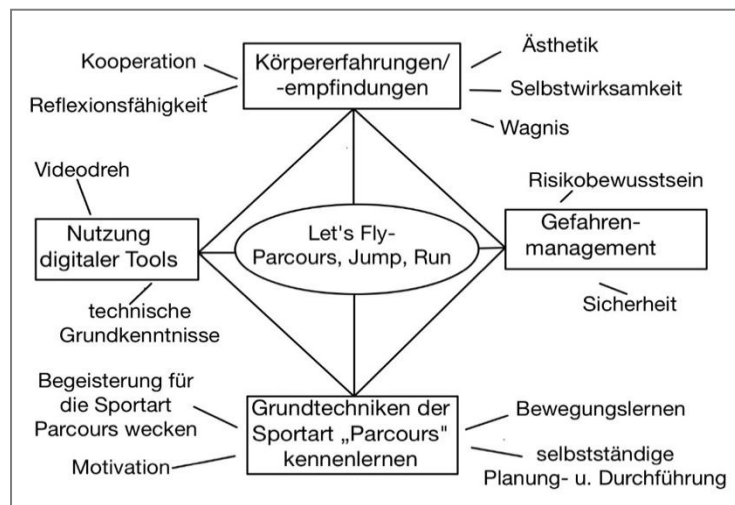 Kooperation
Reflexionsfähigkeit
Körpererfahrungen/
-empfindungen
Ästhetik
Selbstwirksamkeit
Wagnis
Videodreh
Nutzung
digitaler Tools
technische
Grundkenntnisse
Let's Fly-
Parcours, Jump, Run
Risikobewusstsein
Gefahren-
management
Sicherheit
Begeisterung für
die Sportart
Parcours wecken
Motivation
Grundtechniken der
Sportart „Parcours"
kennenlernen
Bewegungslernen
selbstständige
Planung- u. Durchführung